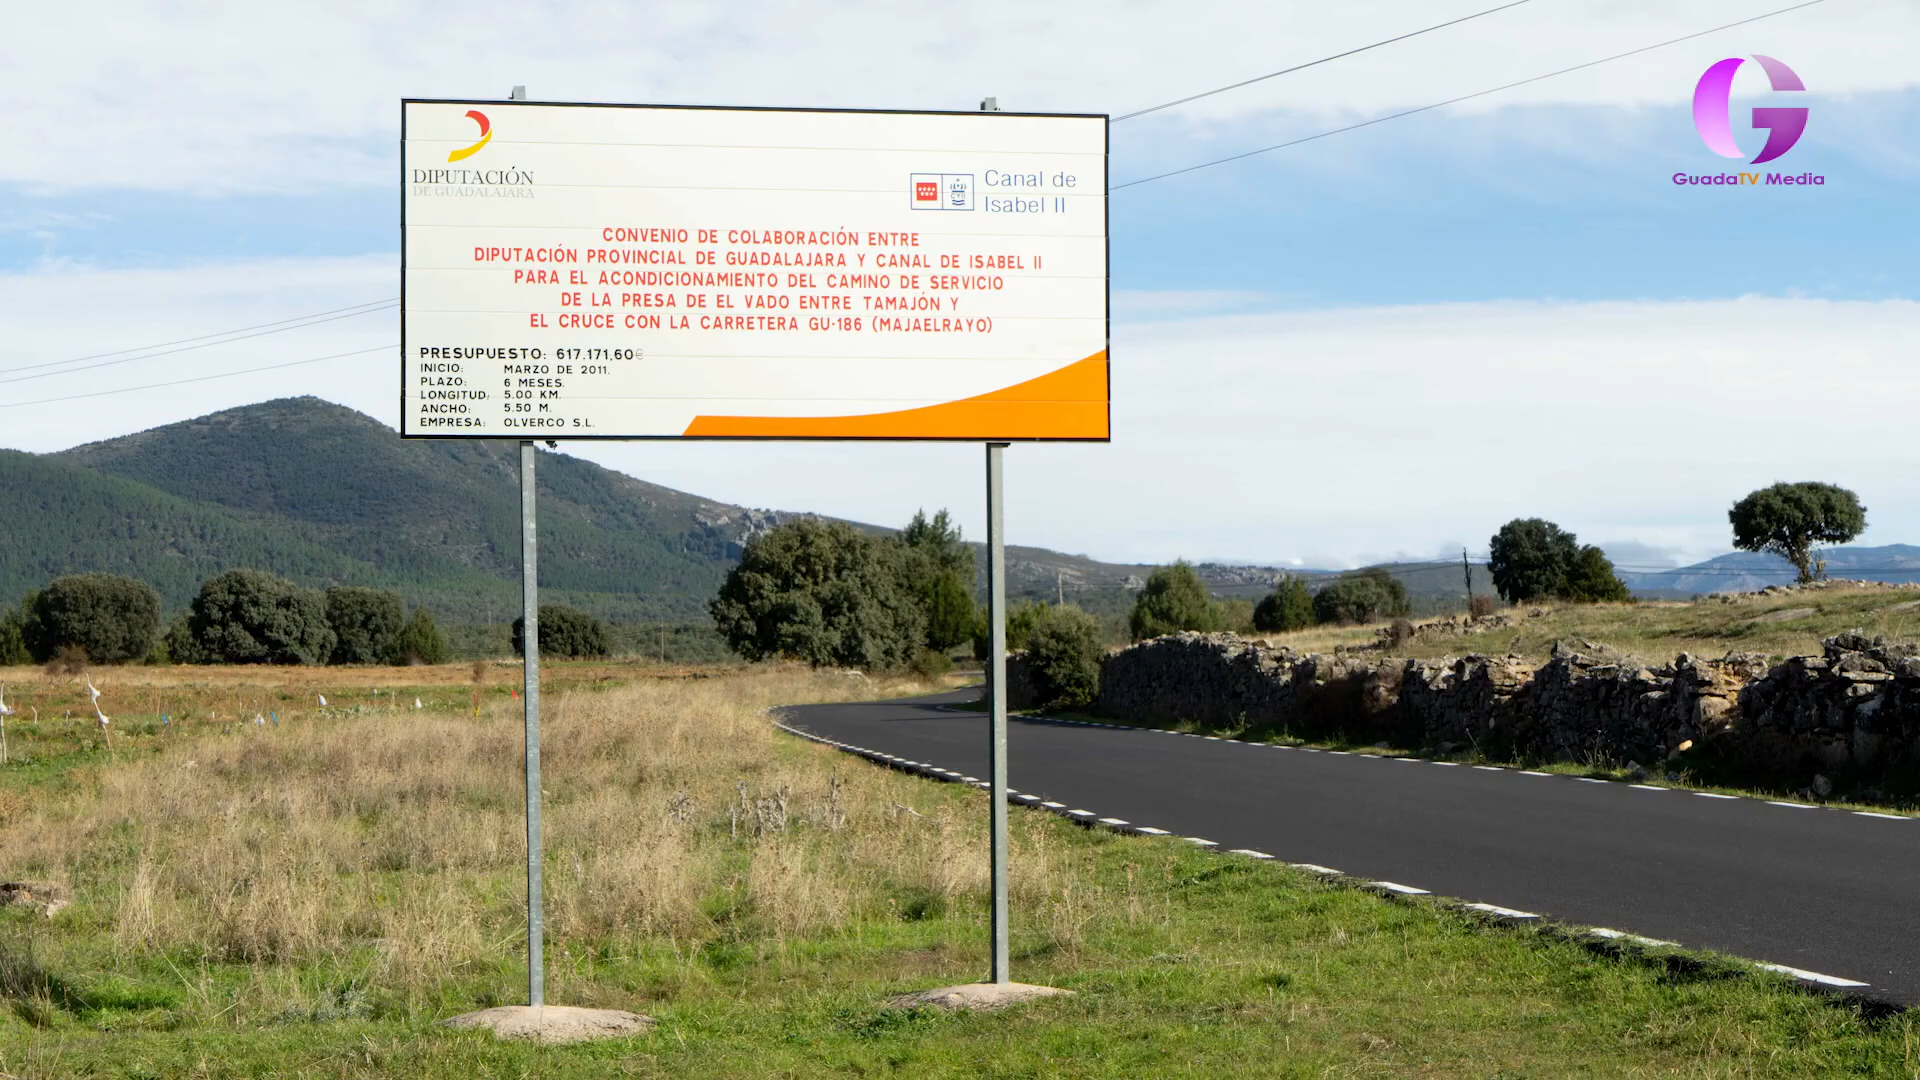 DIPUTACIÓN
DE GUADALAJARA
Canal de
Isabel II
CONVENIO DE COLABORACIÓN ENTRE
DIPUTACIÓN PROVINCIAL DE GUADALAJARA Y CANAL DE ISABEL II
PARA EL ACONDICIONAMIENTO DEL CAMINO DE SERVICIO
DE LA PRESA DE EL VADO ENTRE TAMAJÓN Y
EL CRUCE CON LA CARRETERA GU-186 (MAJAELRAYO)
PRESUPUESTO: 617.171,60€
INICIO: MARZO DE 2011.
PLAZO: 6 MESES.
LONGITUD: 5.00 KM.
ANCHO: 5.50 M.
EMPRESA: OLVERCO S.L.
GuadaTV Media